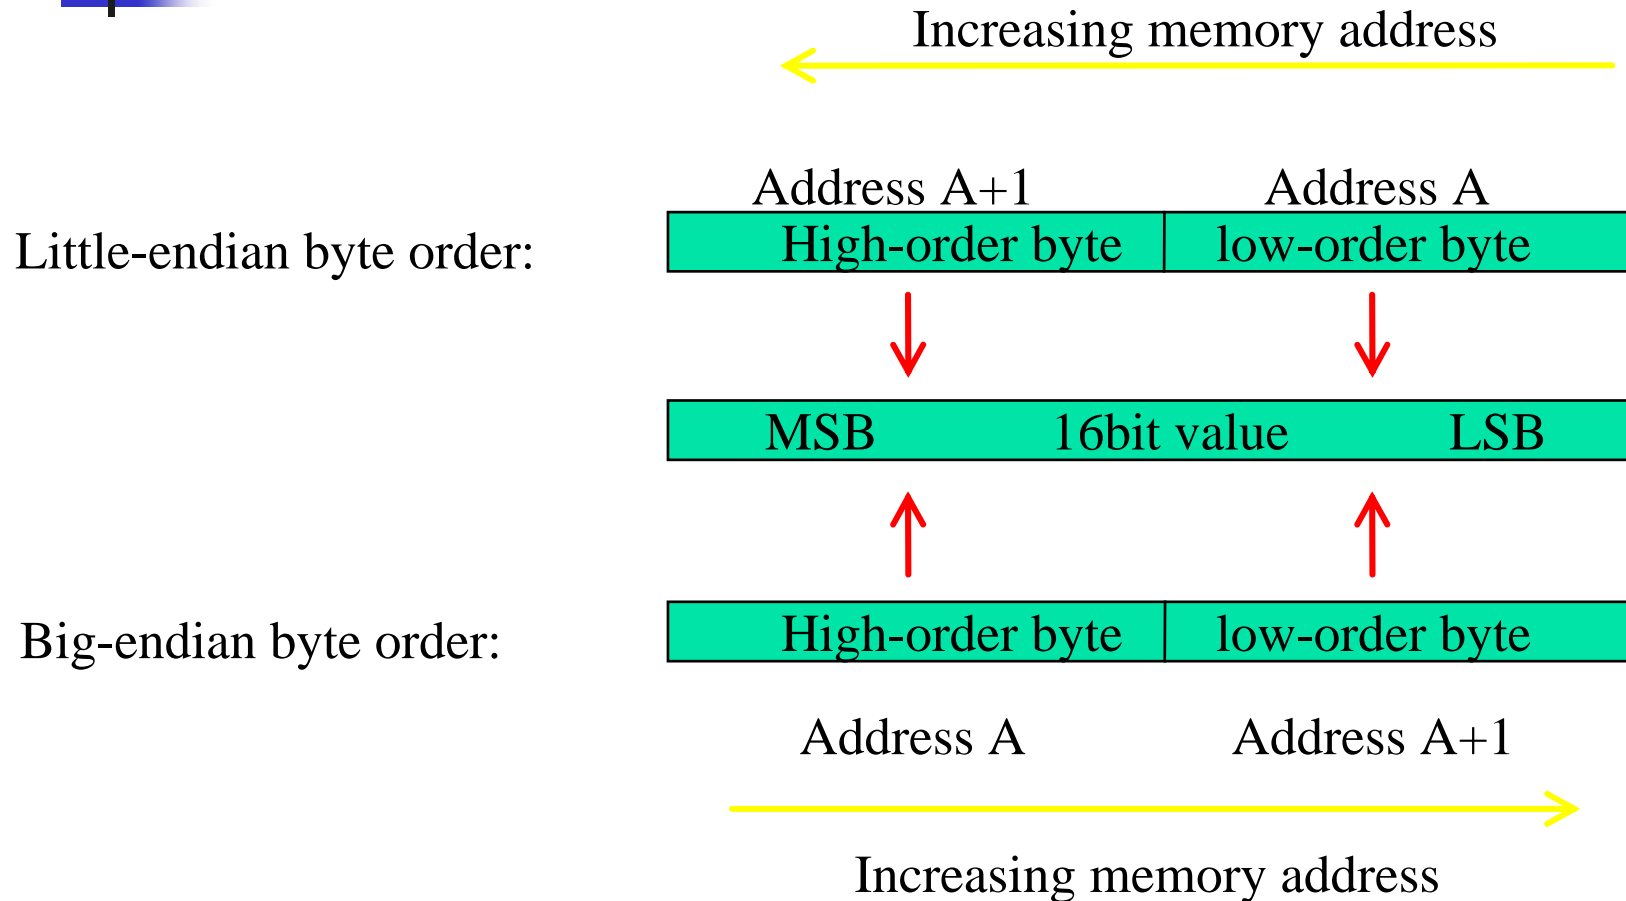 Increasing memory address
Address A+1 Address A
Little-endian byte order: High-order byte low-order byte
MSB 16bit value LSB
Big-endian byte order: High-order byte low-order byte
Address A Address A+1
Increasing memory address